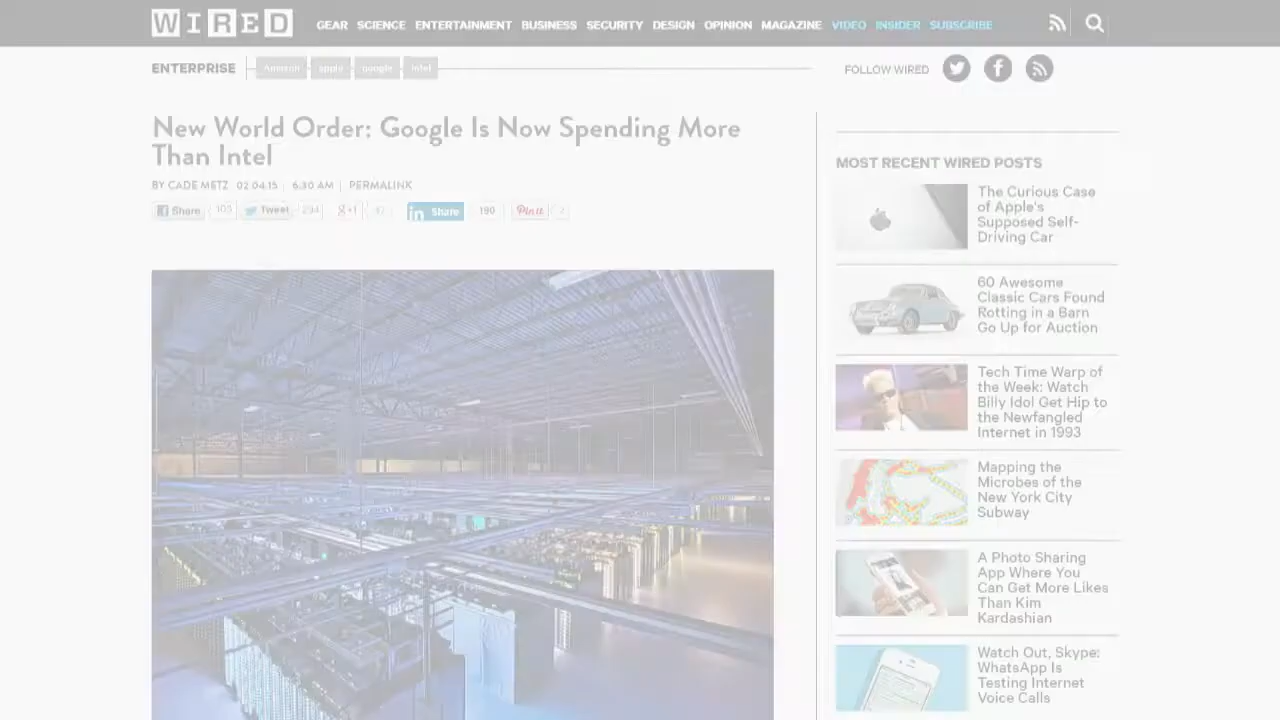 WIRED
GEAR SCIENCE ENTERTAINMENT BUSINESS SECURITY DESIGN OPINION MAGAZINE VIDEO INSIDER SUBSCRIBE
ENTERPRISE
Amazon apple google Intel
FOLLOW WIRED
New World Order: Google Is Now Spending More
Than Intel
BY CADE METZ 02.04.15 | 6:30 AM | PERMALINK
Share 105 Tweet 294 +1 Share 190 Pin it 2
MOST RECENT WIRED POSTS
The Curious Case
of Apple's
Supposed Self-
Driving Car
60 Awesome
Classic Cars Found
Rotting in a Barn
Go Up for Auction
Tech Time Warp of
the Week: Watch
Billy Idol Get Hip to
the Newfangled
Internet in 1993
Mapping the
Microbes of the
New York City
Subway
A Photo Sharing
App Where You
Can Get More Likes
Than Kim
Kardashian
Watch Out, Skype:
WhatsApp Is
Testing Internet
Voice Calls